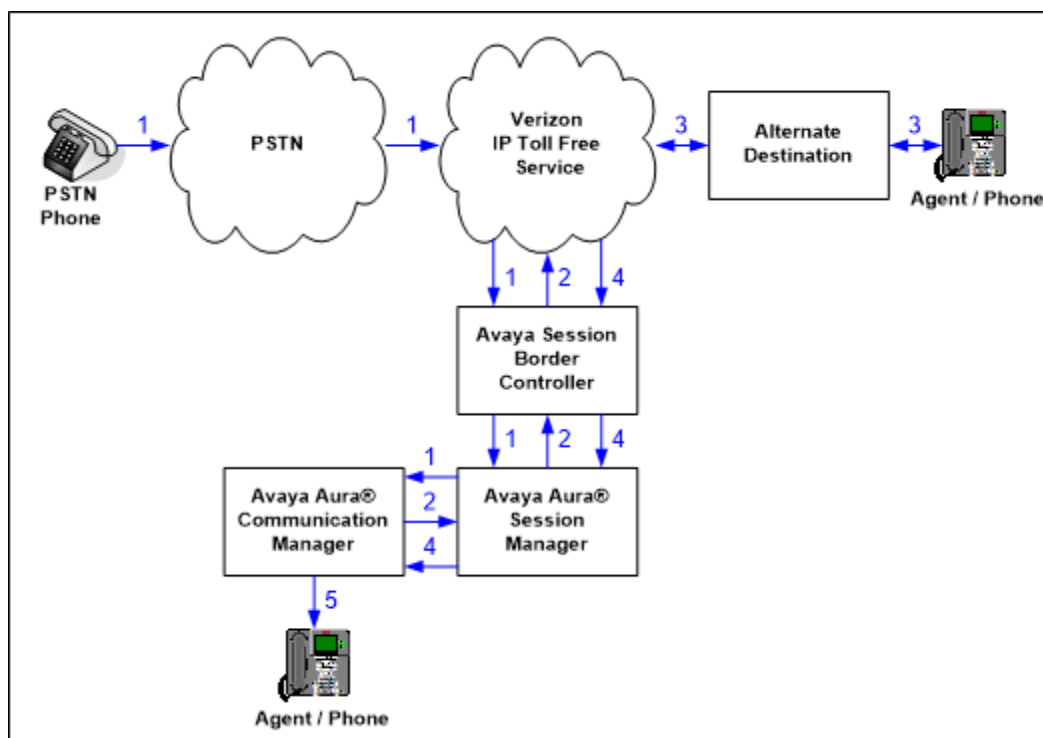 1
PSTN
Phone
PSTN
1
Verizon
IP Toll Free
Service
3
Alternate
Destination
3
Agent / Phone
1
2
4
Avaya Session
Border
Controller
1
2
4
Avaya Aura®
Communication
Manager
1
2
4
Avaya Aura®
Session
Manager
5
Agent / Phone